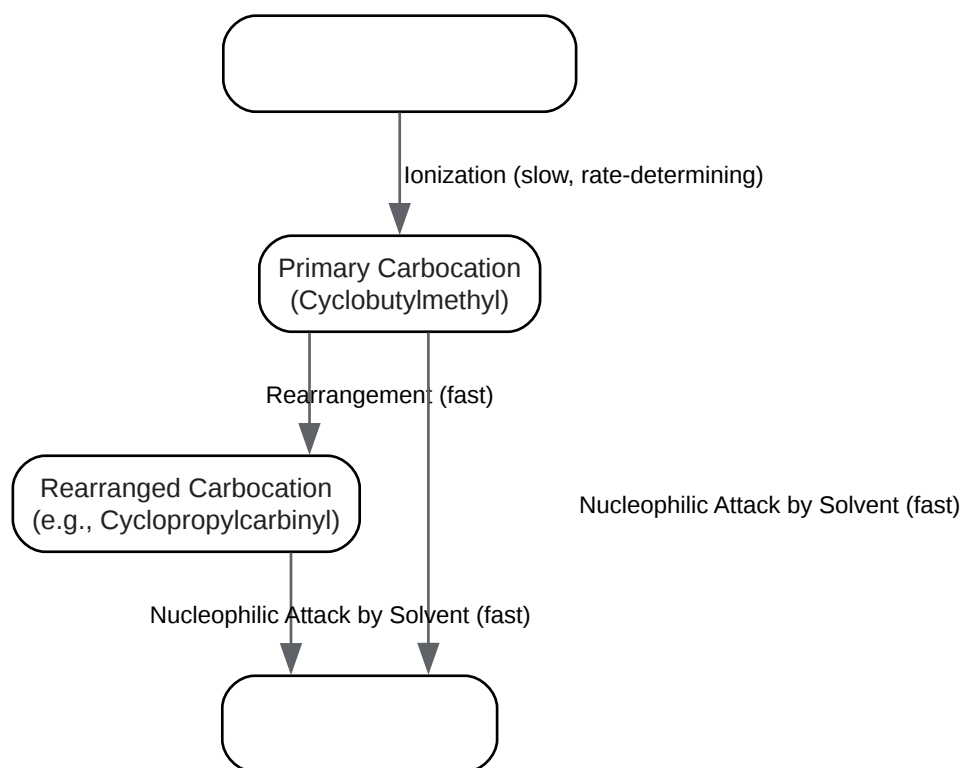 Ionization (slow, rate-determining)
Primary Carbocation
(Cyclobutylmethyl)
Rearrangement (fast)
Rearranged Carbocation
(e.g., Cyclopropylcarbinyl)
Nucleophilic Attack by Solvent (fast)
Nucleophilic Attack by Solvent (fast)